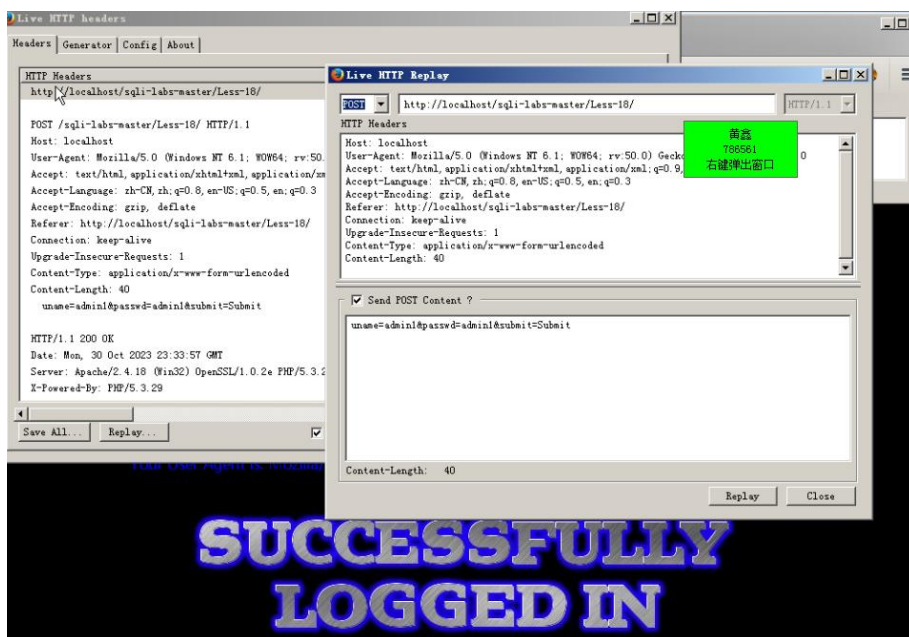 Live HTTP headers
Headers Generator Config About
HTTP Headers
http://localhost/sqli-labs-master/Less-18/
POST /sqli-labs-master/Less-18/ HTTP/1.1
Host: localhost
User-Agent: Mozilla/5.0 (Windows NT 6.1; WOW64; rv:50.
Accept: text/html,application/xhtml+xml,application/xm
Accept-Language: zh-CN,zh;q=0.8,en-US;q=0.5,en;q=0.3
Accept-Encoding: gzip, deflate
Referer: http://localhost/sqli-labs-master/Less-18/
Connection: keep-alive
Upgrade-Insecure-Requests: 1
Content-Type: application/x-www-form-urlencoded
Content-Length: 40
uname=admin1&passwd=admin1&submit=Submit
HTTP/1.1 200 OK
Date: Mon, 30 Oct 2023 23:33:57 GMT
Server: Apache/2.4.18 (Win32) OpenSSL/1.0.2e PHP/5.3.2
X-Powered-By: PHP/5.3.29
Save All... Replay...
Live HTTP Replay
POST http://localhost/sqli-labs-master/Less-18/ HTTP/1.1
HTTP Headers
Host: localhost
User-Agent: Mozilla/5.0 (Windows NT 6.1; WOW64; rv:50.0) Geck 0
Accept: text/html,application/xhtml+xml,application/xml;q=0.9,
Accept-Language: zh-CN,zh;q=0.8,en-US;q=0.5,en;q=0.3
Accept-Encoding: gzip, deflate
Referer: http://localhost/sqli-labs-master/Less-18/
Connection: keep-alive
Upgrade-Insecure-Requests: 1
Content-Type: application/x-www-form-urlencoded
Content-Length: 40
黄鑫
786561
右键弹出窗口
Send POST Content ?
uname=admin1&passwd=admin1&submit=Submit
Content-Length: 40
Replay Close
Your User Agent is: Mozilla
SUCCESSFULLY
LOGGED IN